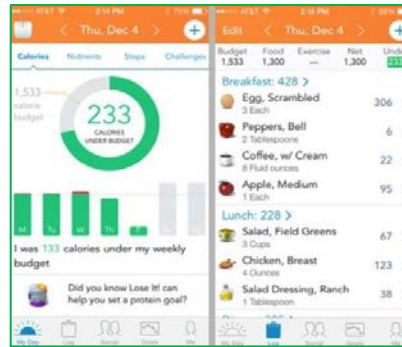 AT&T 2:14 PM 75%
< Thu, Dec 4 >
Calories Nutrients Steps Challenges
1,533
calorie
budget
233
CALORIES
UNDER BUDGET
M T W T F
I was 133 calories under my weekly
budget
Did you know Lose It! can
help you set a protein goal?
My Day Log Social Goals Me
AT&T 2:15 PM
Edit < Thu, Dec 4 >
Budget Food Exercise Net
1,533 1,300 --- 1,300 233
Breakfast: 428 >
Egg, Scrambled 306
3 Each
Peppers, Bell 6
2 Tablespoons
Coffee, w/ Cream 22
8 Fluid ounces
Apple, Medium 95
1 Each
Lunch: 228 >
Salad, Field Greens 67
3 Cups
Chicken, Breast 123
4 Ounces
Salad Dressing, Ranch 38
1 Tablespoon
My Day Log Social Goals Me